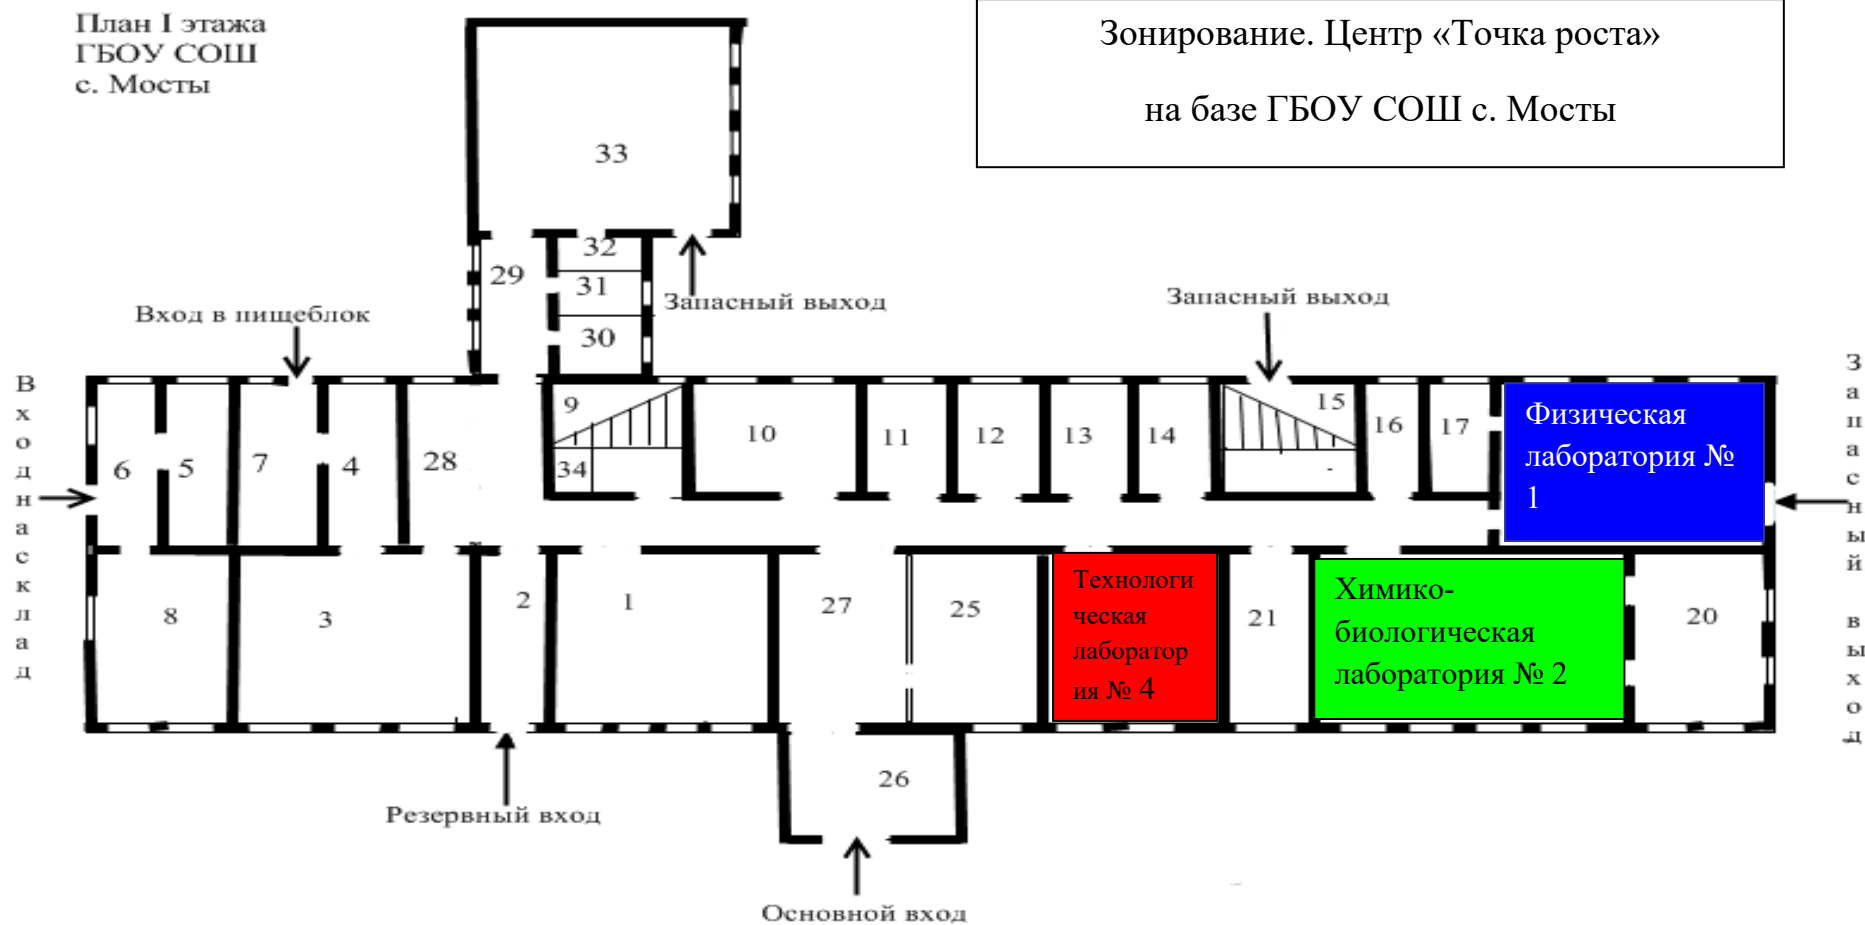 План I этажа
ГБОУ СОШ
с. Мосты
Зонирование. Центр «Точка роста»
на базе ГБОУ СОШ с. Мосты
33
32
29
31
30
Запасный выход
Запасный выход
Вход в пищеблок
Вход на склад
6
5
7
4
28
9
34
10
11
12
13
14
15
16
17
Физическая
лаборатория №
1
Запасный выход
8
3
2
1
27
25
Технологи
ческая
лаборатор
ия № 4
21
Химико-
биологическая
лаборатория № 2
20
26
Резервный вход
Основной вход